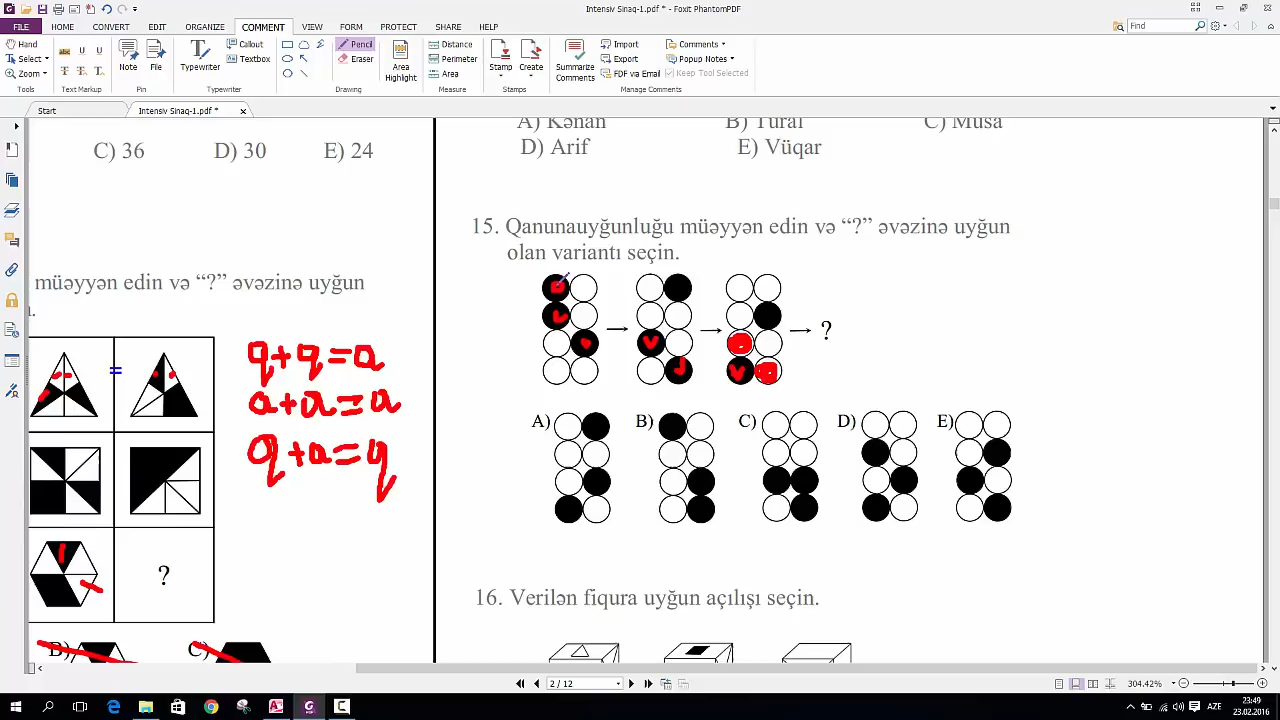 Intensiv Sinaq-1.pdf * - Foxit PhantomPDF
FILE HOME CONVERT EDIT ORGANIZE COMMENT VIEW FORM PROTECT SHARE HELP
Find
Hand
Select
Zoom
Tools
abc
Text Markup
Note
File
Pin
Typewriter
Callout
Textbox
Typewriter
Pencil
Eraser
Drawing
Area Highlight
Distance
Perimeter
Area
Measure
Stamp
Create
Stamps
Summarize Comments
Import
Export
FDF via Email
Comments
Popup Notes
Keep Tool Selected
Manage Comments
Start
Intensiv Sinaq-1.pdf *
C) 36 D) 30 E) 24
müəyyən edin və “?” əvəzinə uyğun
=
q+q=a
a+a=a
q+a=q
?
B) C)
A) Kənan B) Tural C) Musa
D) Arif E) Vüqar
15. Qanunauyğunluğu müəyyən edin və “?” əvəzinə uyğun
olan variantı seçin.
?
A) B) C) D) E)
16. Verilən fiqura uyğun açılışı seçin.
2 / 12
304.42%
AZE
23:49
23.02.2016